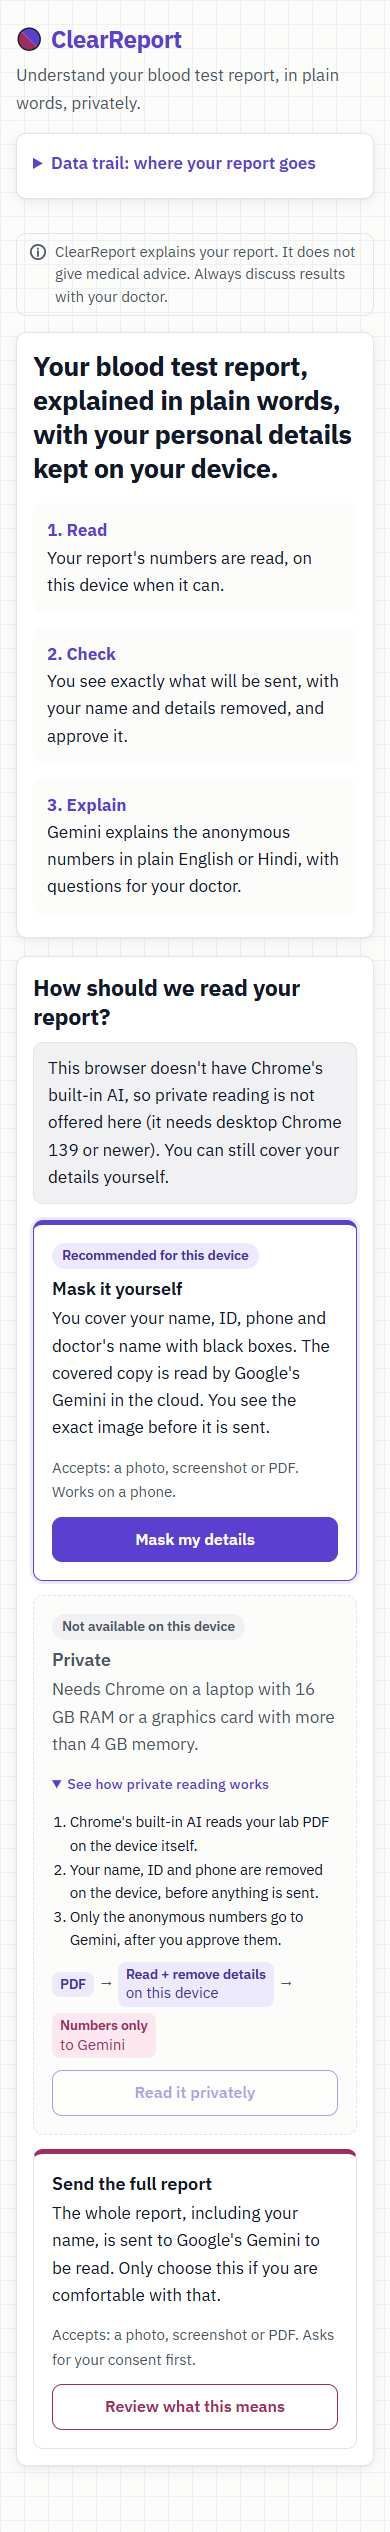 ClearReport
Understand your blood test report, in plain
words, privately.
▶ Data trail: where your report goes
ClearReport explains your report. It does not
give medical advice. Always discuss results
with your doctor.
Your blood test report,
explained in plain words,
with your personal details
kept on your device.
1. Read
Your report's numbers are read, on
this device when it can.
2. Check
You see exactly what will be sent, with
your name and details removed, and
approve it.
3. Explain
Gemini explains the anonymous
numbers in plain English or Hindi, with
questions for your doctor.
How should we read your
report?
This browser doesn't have Chrome's
built-in AI, so private reading is not
offered here (it needs desktop Chrome
139 or newer). You can still cover your
details yourself.
Recommended for this device
Mask it yourself
You cover your name, ID, phone and
doctor's name with black boxes. The
covered copy is read by Google's
Gemini in the cloud. You see the
exact image before it is sent.
Accepts: a photo, screenshot or PDF.
Works on a phone.
Mask my details
Not available on this device
Private
Needs Chrome on a laptop with 16
GB RAM or a graphics card with more
than 4 GB memory.
▼ See how private reading works
1. Chrome's built-in AI reads your lab PDF
on the device itself.
2. Your name, ID and phone are removed
on the device, before anything is sent.
3. Only the anonymous numbers go to
Gemini, after you approve them.
PDF → Read + remove details →
on this device
Numbers only
to Gemini
Read it privately
Send the full report
The whole report, including your
name, is sent to Google's Gemini to
be read. Only choose this if you are
comfortable with that.
Accepts: a photo, screenshot or PDF. Asks
for your consent first.
Review what this means